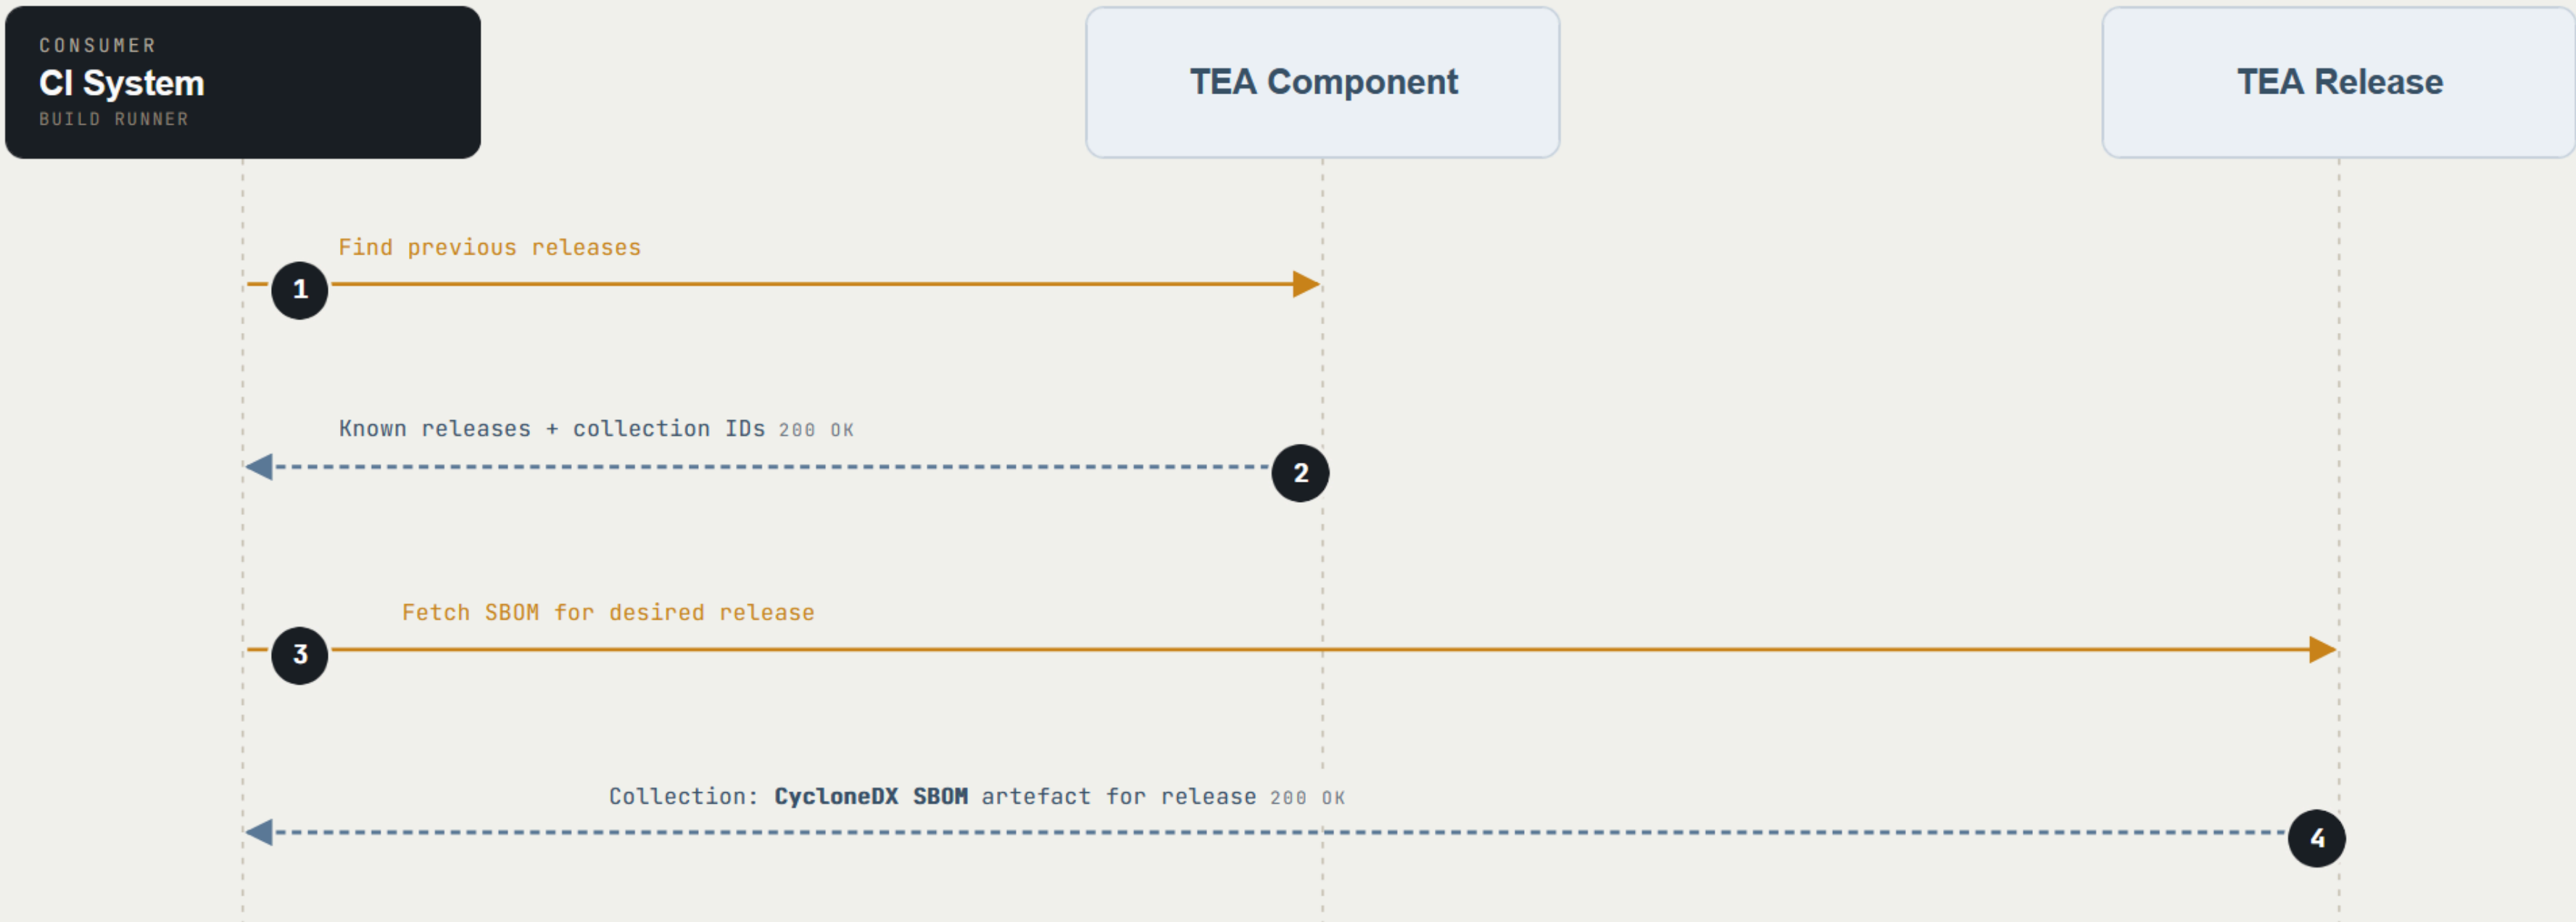 CONSUMER
CI System
BUILD RUNNER
TEA Component
TEA Release
Find previous releases
1
Known releases + collection IDs 200 OK
2
Fetch SBOM for desired release
3
Collection: CycloneDX SBOM artefact for release 200 OK
4